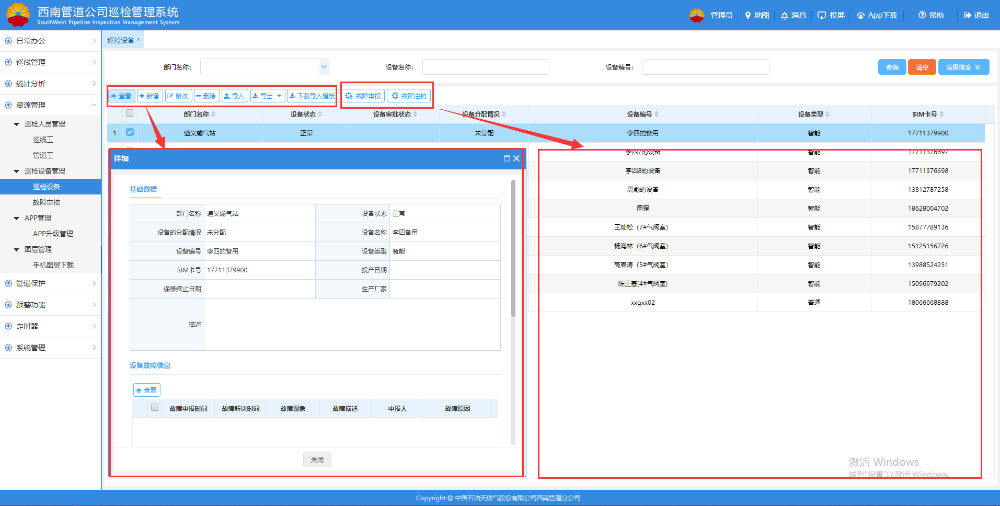 西南管道公司巡检管理系统
SouthWest Pipeline Inspection Management System
管理员 地图 消息 投屏 App下载 帮助 退出
日常办公
巡线管理
统计分析
资源管理
巡检人员管理
巡线工
管道工
巡检设备管理
巡检设备
故障审核
APP管理
APP升级管理
图层管理
手机图层下载
管道保护
预警功能
定时器
系统管理
巡检设备 ×
部门名称: 设备名称: 设备编号: 查询 清空 高级搜索
查看 新增 修改 删除 导入 导出 下载导入模板 故障申报 故障注销
部门名称 设备状态 设备审批状态 设备分配情况 设备编号 设备类型 SIM卡号
1 遵义输气站 正常 未分配 李四的备用 智能 17711379900
李四7的设备 智能 17711376697
李四8的设备 智能 17711376698
周彪的设备 智能 13312787258
周罡 智能 18628004702
王灿松（7#气阀室） 智能 15877789136
杨海林（6#气阀室） 智能 15125156726
高春涛（5#气阀室） 智能 13988524251
陈正基(4#气阀室) 智能 15096979202
xxgxx02 普通 18066668888
详细
基础数据
部门名称 遵义输气站 设备状态 正常
设备的分配情况 未分配 设备名称 李四备用
设备编号 李四的备用 设备类型 智能
SIM卡号 17711379900 投产日期
保修终止日期 生产厂家
描述
设备故障信息
查看
故障申报时间 故障解决时间 故障现象 故障描述 申报人 故障原因
关闭
激活 Windows
转到"设置"以激活 Windows。
Copyright © 中国石油天然气股份有限公司西南管道分公司